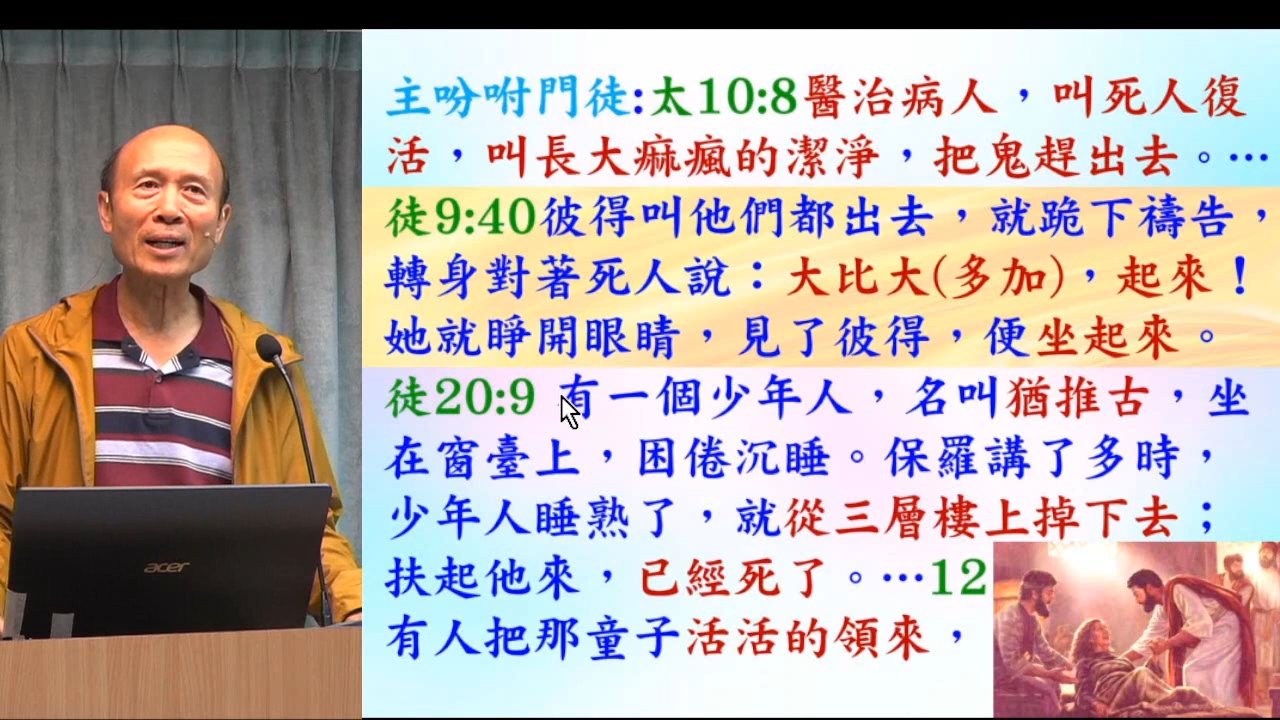 主吩咐門徒:太10:8醫治病人，叫死人復
活，叫長大痲瘋的潔淨，把鬼趕出去。…
徒9:40彼得叫他們都出去，就跪下禱告，
轉身對著死人說：大比大(多加)，起來！
她就睜開眼睛，見了彼得，便坐起來。
徒20:9 有一個少年人，名叫猶推古，坐
在窗臺上，困倦沉睡。保羅講了多時，
少年人睡熟了，就從三層樓上掉下去；
扶起他來，已經死了。…12
有人把那童子活活的領來，
acer